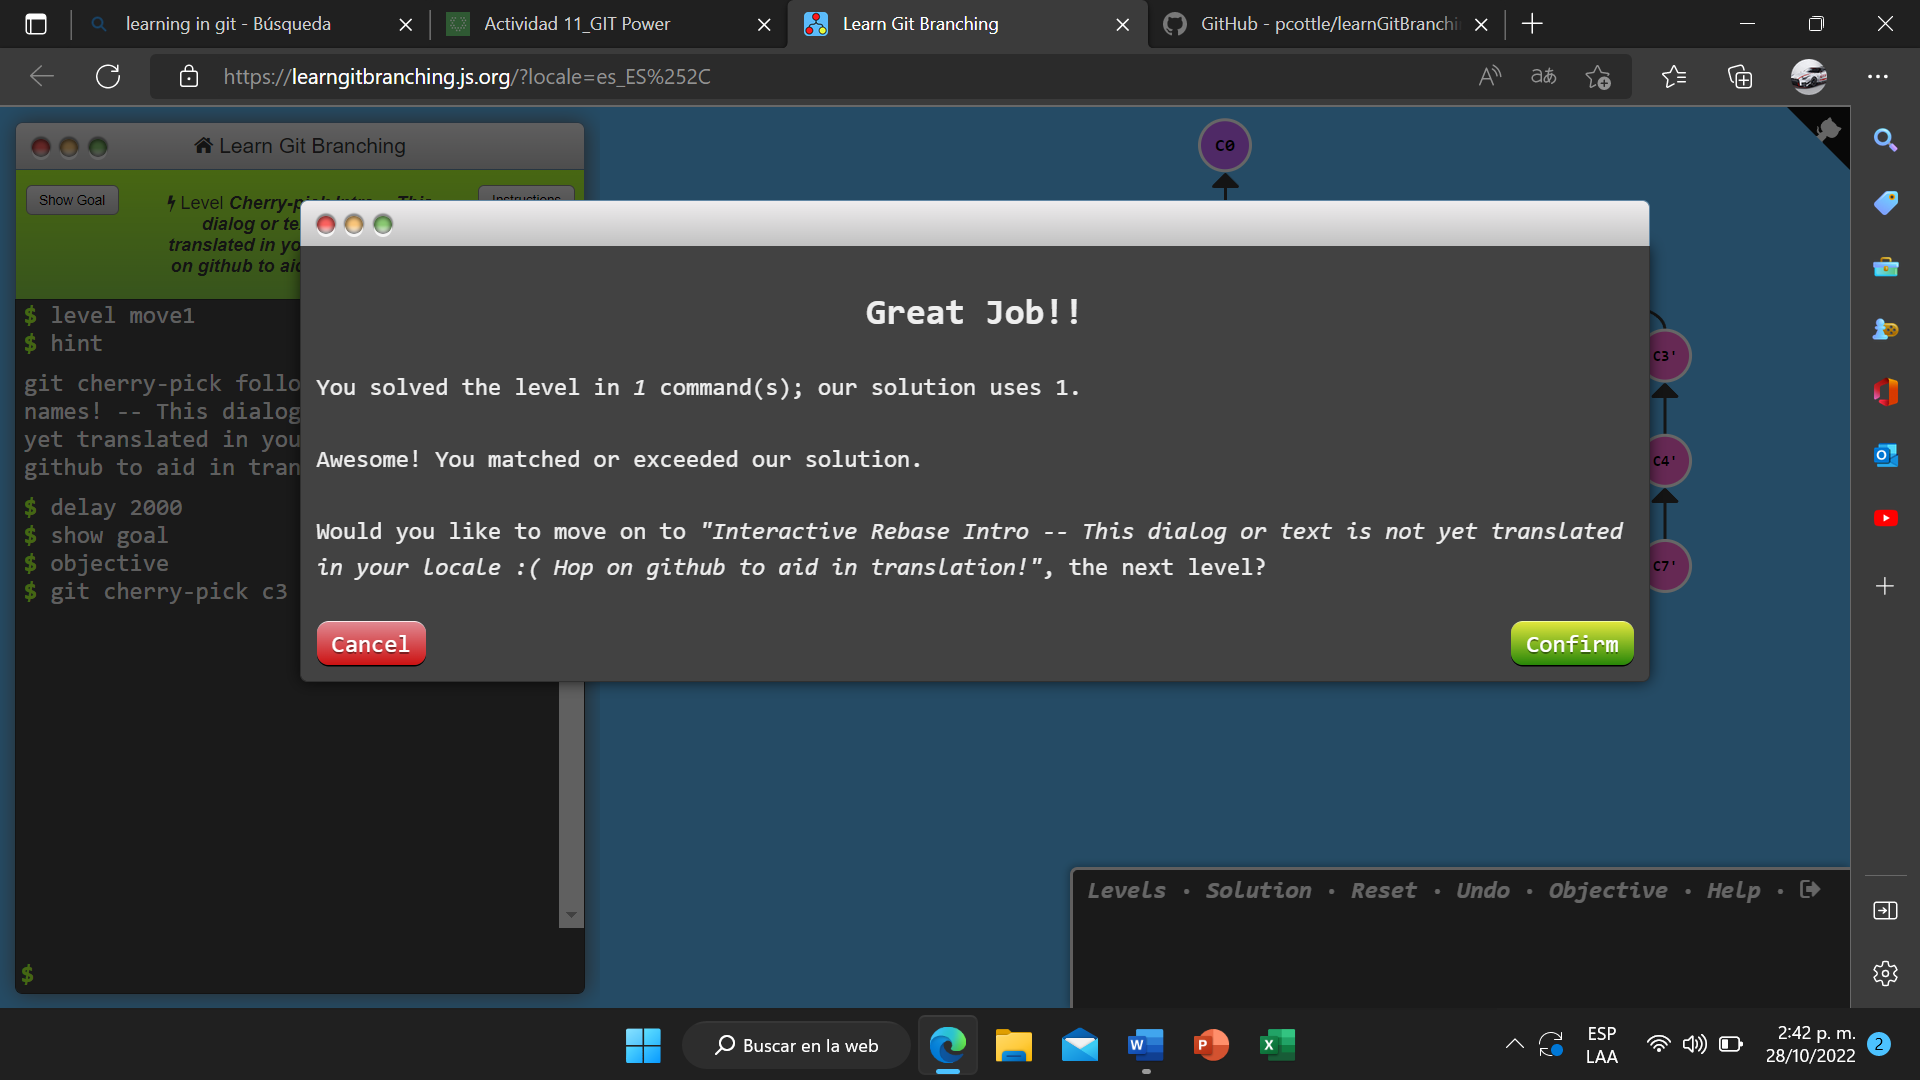 learning in git - Búsqueda
Actividad 11_GIT Power
Learn Git Branching
GitHub - pcottle/learnGitBranchi
https://learngitbranching.js.org/?locale=es_ES%252C
Learn Git Branching
Show Goal
Level Cherry-pick Intro -- This
Instructions
dialog or te
translated in yo
on github to aid
$ level move1
$ hint
git cherry-pick follo
names! -- This dialog
yet translated in you
github to aid in tran
$ delay 2000
$ show goal
$ objective
$ git cherry-pick c3
$
C0
C3'
C4'
C7'
Great Job!!
You solved the level in 1 command(s); our solution uses 1.
Awesome! You matched or exceeded our solution.
Would you like to move on to "Interactive Rebase Intro -- This dialog or text is not yet translated
in your locale :( Hop on github to aid in translation!", the next level?
Cancel
Confirm
Levels · Solution · Reset · Undo · Objective · Help ·
Buscar en la web
ESP
LAA
2:42 p. m.
28/10/2022
2